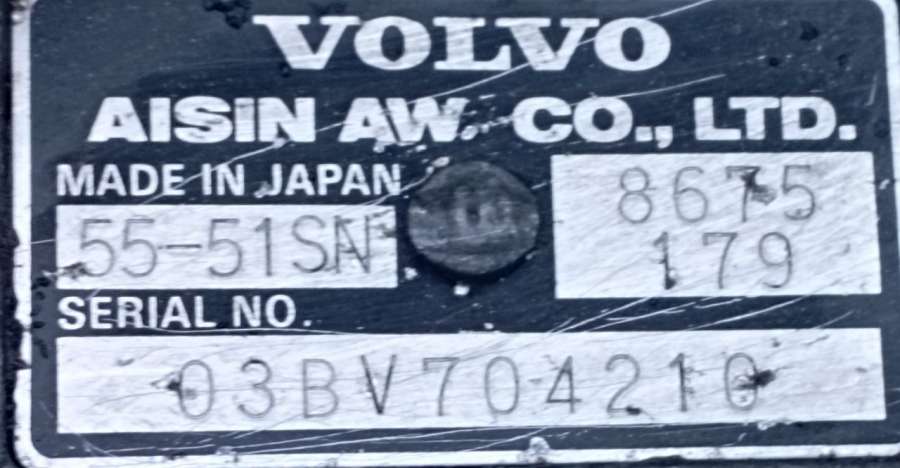 VOLVO
AISIN AW. CO., LTD.
MADE IN JAPAN
55-51SN
8675
179
SERIAL NO.
03BV704210